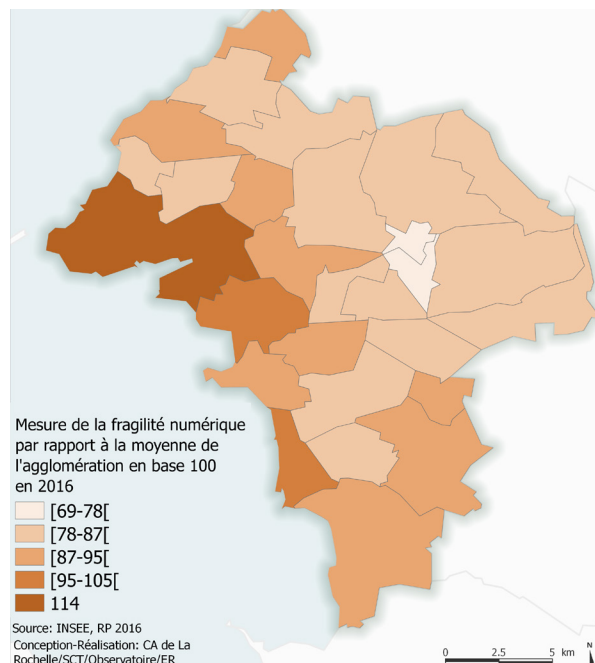 Mesure de la fragilité numérique
par rapport à la moyenne de
l'agglomération en base 100
en 2016
[69-78[
[78-87[
[87-95[
[95-105[
114
Source: INSEE, RP 2016
Conception-Réalisation: CA de La
Rochelle/SCT/Observatoire/ER
0 2.5 5 km
N